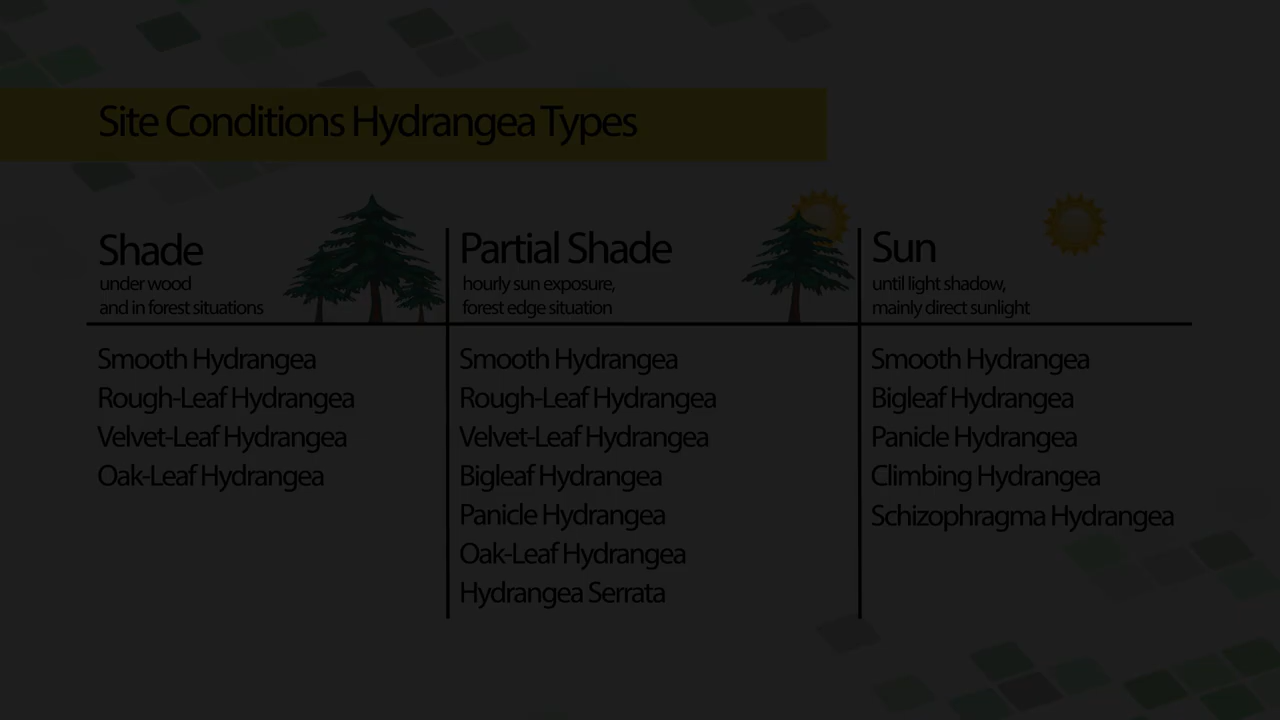 Site Conditions Hydrangea Types
Shade
under wood
and in forest situations
Smooth Hydrangea
Rough-Leaf Hydrangea
Velvet-Leaf Hydrangea
Oak-Leaf Hydrangea
Partial Shade
hourly sun exposure,
forest edge situation
Smooth Hydrangea
Rough-Leaf Hydrangea
Velvet-Leaf Hydrangea
Bigleaf Hydrangea
Panicle Hydrangea
Oak-Leaf Hydrangea
Hydrangea Serrata
Sun
until light shadow,
mainly direct sunlight
Smooth Hydrangea
Bigleaf Hydrangea
Panicle Hydrangea
Climbing Hydrangea
Schizophragma Hydrangea